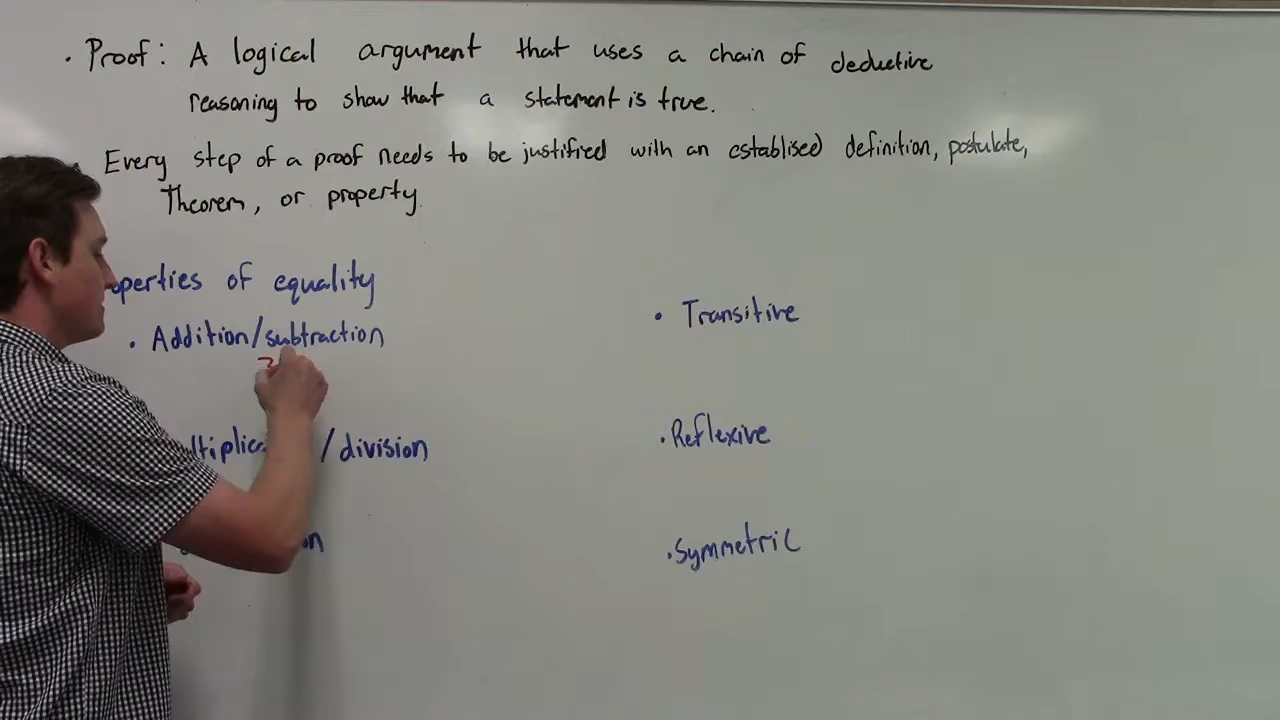 • Proof: A logical argument that uses a chain of deductive
reasoning to show that a statement is true.
Every step of a proof needs to be justified with an establised definition, postulate,
Theorem, or property.
operties of equality
• Addition/subtraction
/division
• Transitive
• Reflexive
• Symmetric